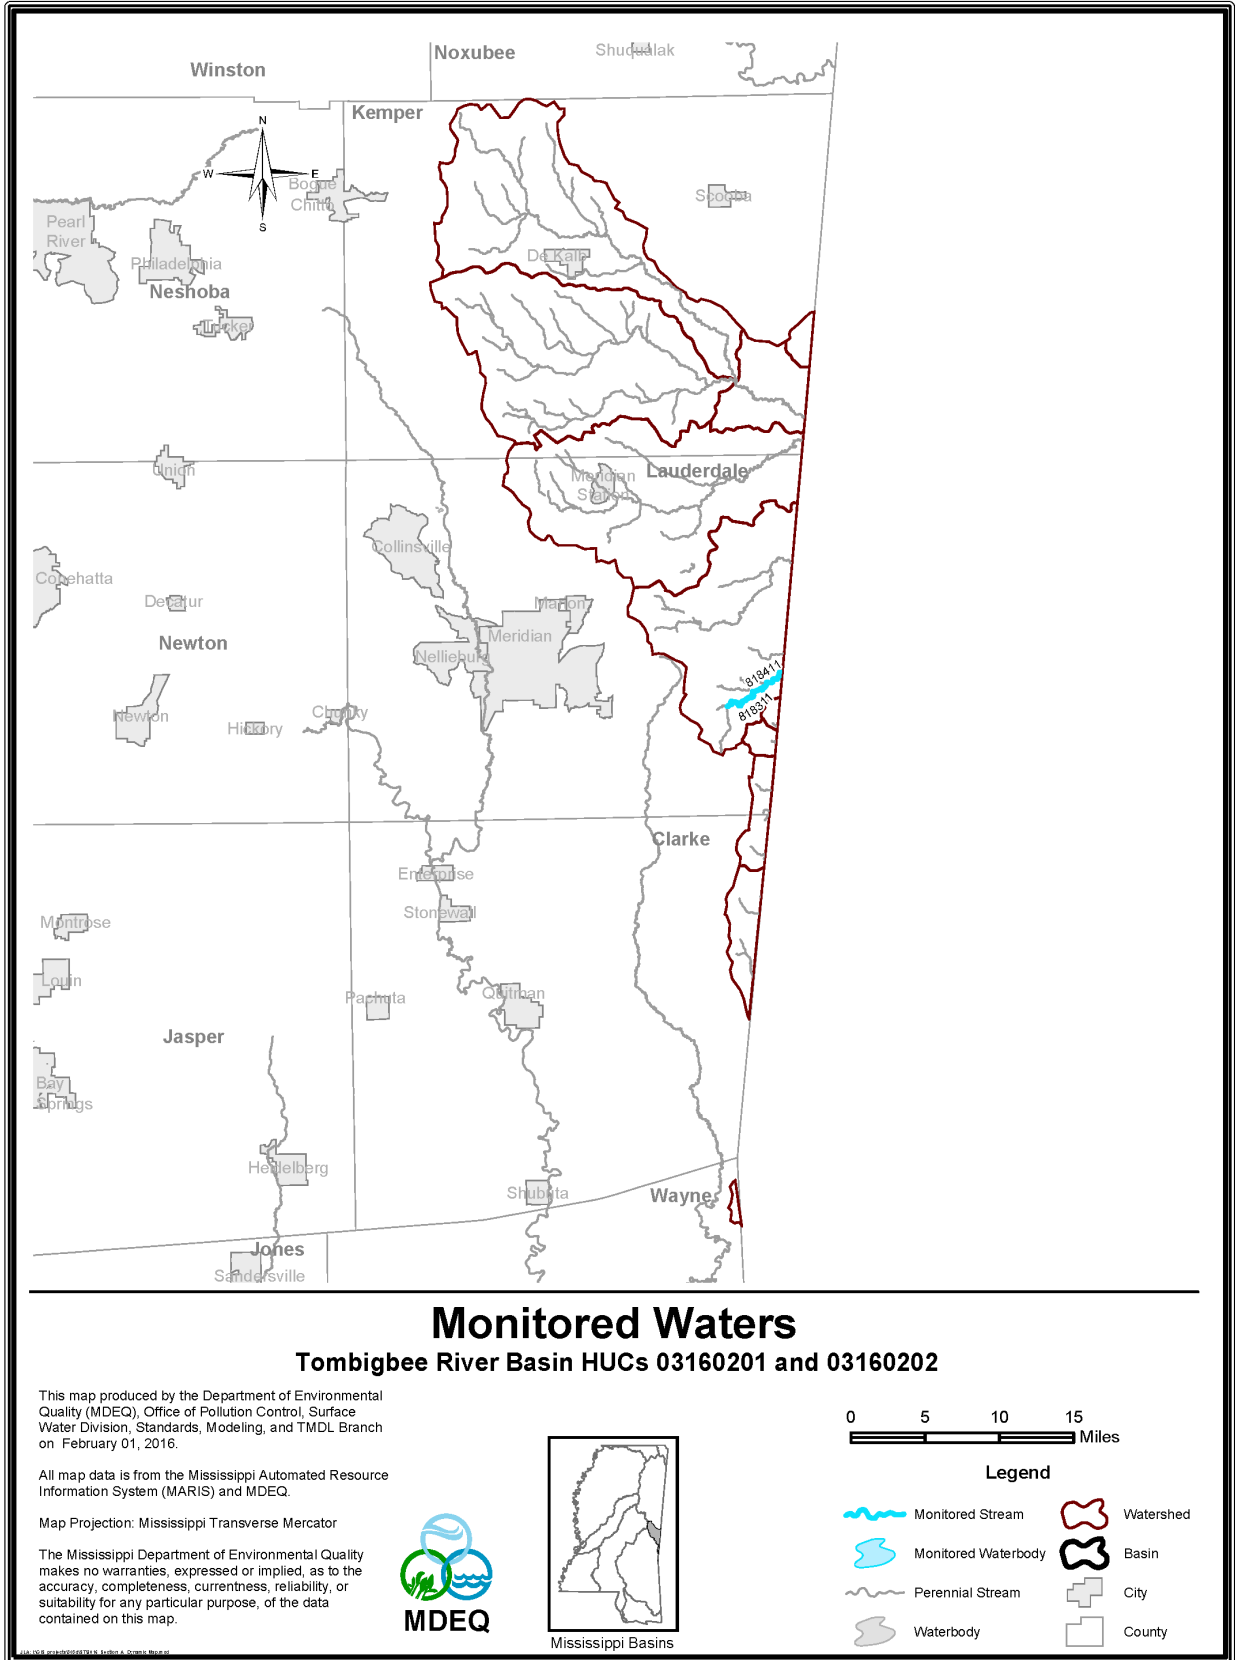 Noxubee
Shuqualak
Winston
Kemper
N
W
E
S
Bogue
Chitto
Scooba
Pearl
River
De Kalb
Philadelphia
Neshoba
Tucker
Union
Lauderdale
Meridian
Station
Collinsville
Conehatta
Decatur
Marion
Newton
Meridian
Nellieburg
818411
818311
Newton
Chunky
Hickory
Clarke
Enterprise
Stonewall
Montrose
Louin
Pachuta
Quitman
Jasper
Bay
Springs
Heidelberg
Shubuta
Wayne
Jones
Sandersville
Monitored Waters
Tombigbee River Basin HUCs 03160201 and 03160202
This map produced by the Department of Environmental
Quality (MDEQ), Office of Pollution Control, Surface
Water Division, Standards, Modeling, and TMDL Branch
on February 01, 2016.
All map data is from the Mississippi Automated Resource
Information System (MARIS) and MDEQ.
Map Projection: Mississippi Transverse Mercator
The Mississippi Department of Environmental Quality
makes no warranties, expressed or implied, as to the
accuracy, completeness, currentness, reliability, or
suitability for any particular purpose, of the data
contained on this map.
MDEQ
Mississippi Basins
0 5 10 15
Miles
Legend
Monitored Stream
Watershed
Monitored Waterbody
Basin
Perennial Stream
City
Waterbody
County